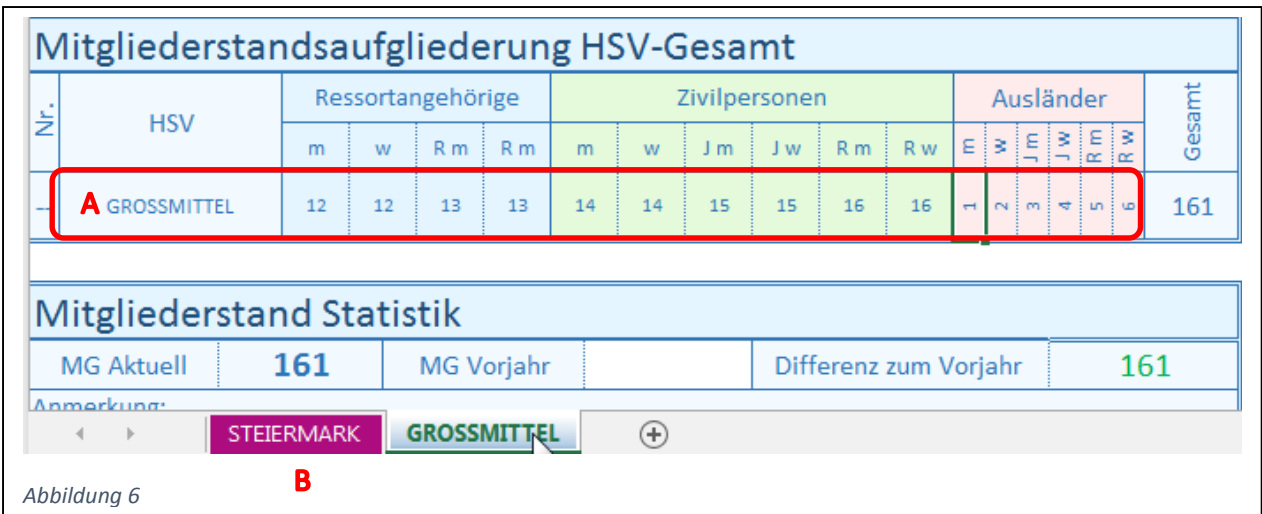 Mitgliederstandsaufgliederung HSV-Gesamt
Nr. HSV Ressortangehörige Zivilpersonen Ausländer Gesamt
m w R m R m m w J m J w R m R w m w J m J w R m R w
-- A GROSSMITTEL 12 12 13 13 14 14 15 15 16 16 1 2 3 4 5 6 161
Mitgliederstand Statistik
MG Aktuell 161 MG Vorjahr Differenz zum Vorjahr 161
Anmerkung:
STEIERMARK GROSSMITTEL
B
Abbildung 6